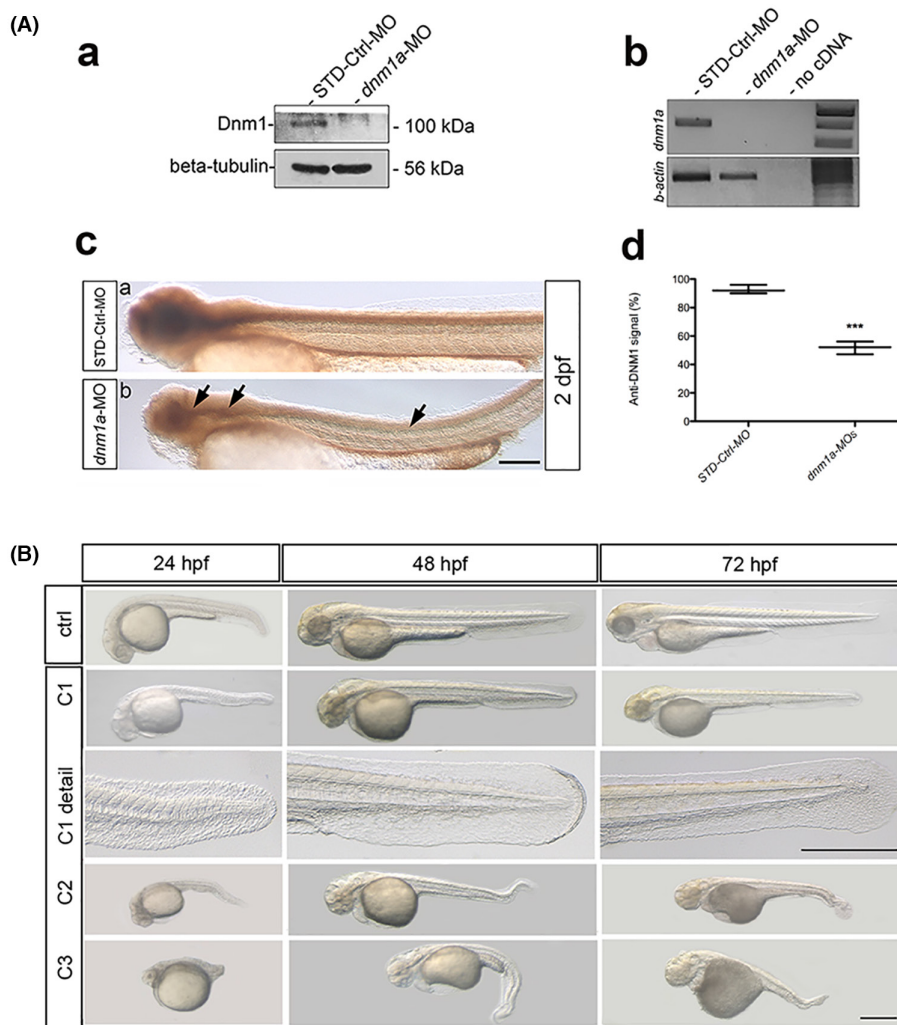 (A)
a
- STD-Ctrl-MO
- dnm1a-MO
Dnm1
- 100 kDa
beta-tubulin-
- 56 kDa
b
- STD-Ctrl-MO
- dnm1a-MO
- no cDNA
dnm1a
b-actin
c
STD-Ctrl-MO
a
dnm1a-MO
b
2 dpf
d
Anti-DNM1 signal (%)
100
80
60
40
20
0
***
STD-Ctrl-MO
dnm1a-MOs
(B)
24 hpf
48 hpf
72 hpf
ctrl
C1
C1 detail
C2
C3